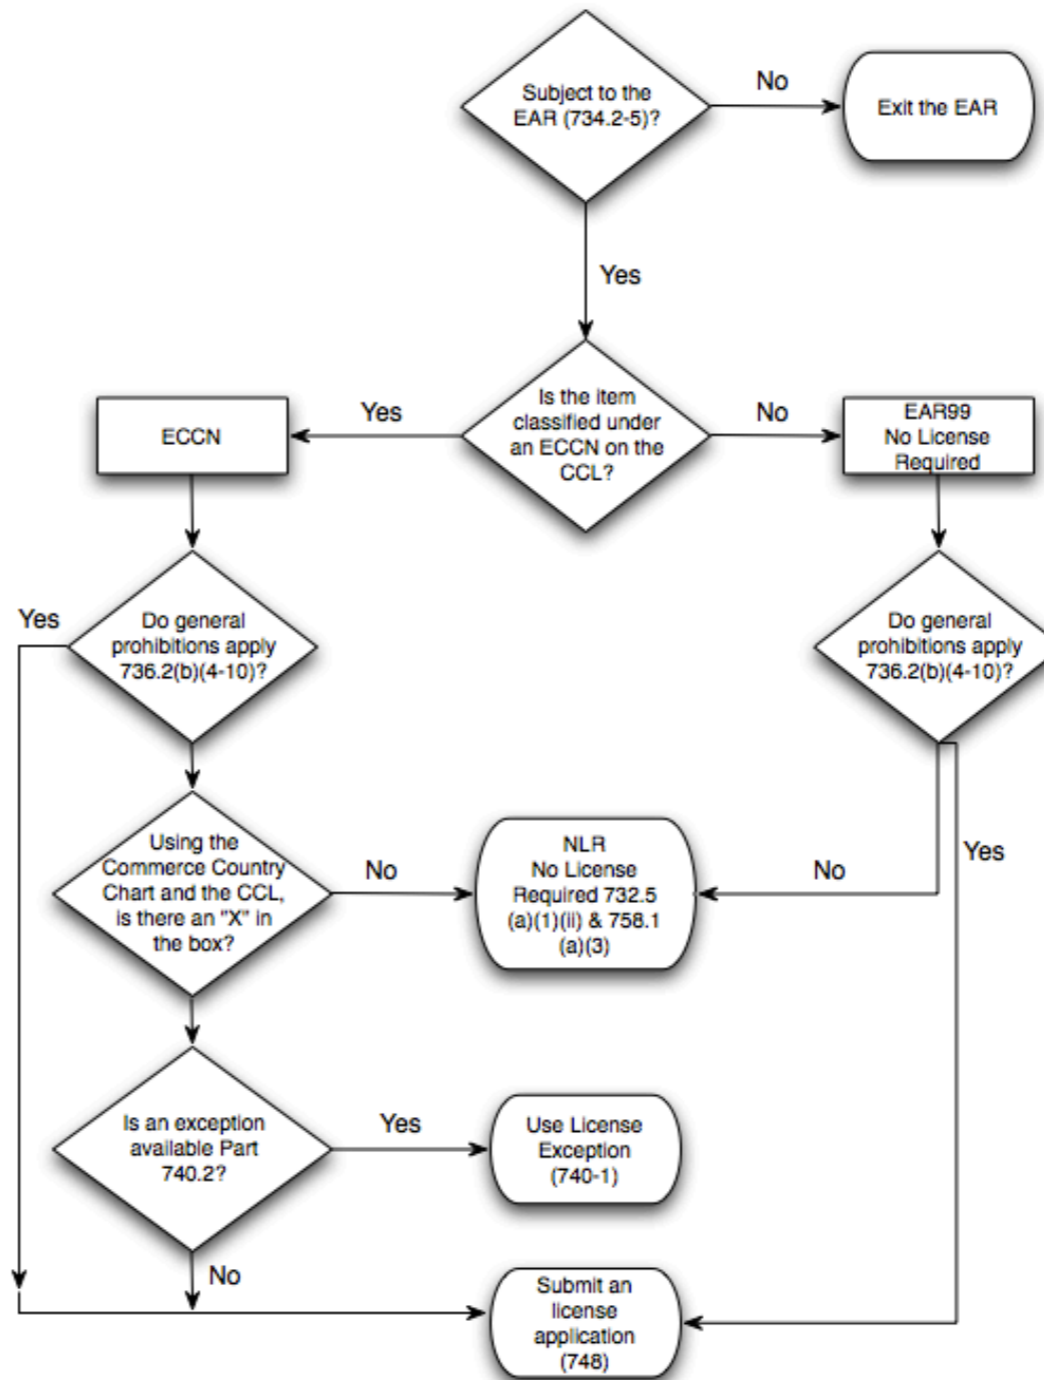 Subject to the
EAR (734.2-5)?
No
Exit the EAR
Yes
Is the item
classified under
an ECCN on the
CCL?
Yes
ECCN
No
EAR99
No License
Required
Yes
Do general
prohibitions apply
736.2(b)(4-10)?
Do general
prohibitions apply
736.2(b)(4-10)?
Using the
Commerce Country
Chart and the CCL,
is there an "X" in
the box?
No
NLR
No License
Required 732.5
(a)(1)(ii) & 758.1
(a)(3)
No
Yes
Is an exception
available Part
740.2?
Yes
Use License
Exception
(740-1)
No
Submit an
license
application
(748)